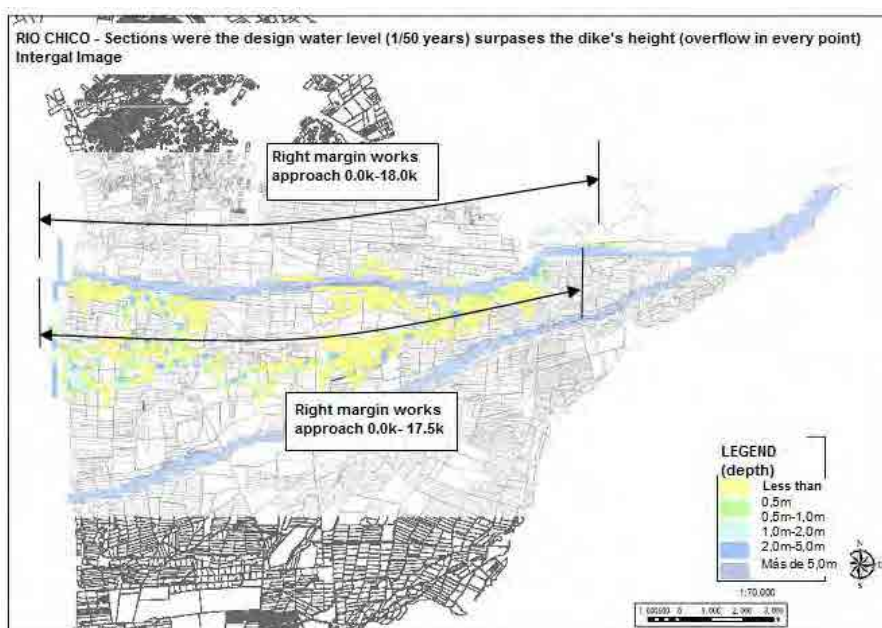 RIO CHICO - Sections were the design water level (1/50 years) surpases the dike's height (overflow in every point)
Intergal Image
Right margin works
approach 0.0k-18.0k
Right margin works
approach 0.0k- 17.5k
LEGEND
(depth)
Less than
0,5m
0,5m-1,0m
1,0m-2,0m
2,0m-5,0m
Más de 5,0m
N
S
1:70,000